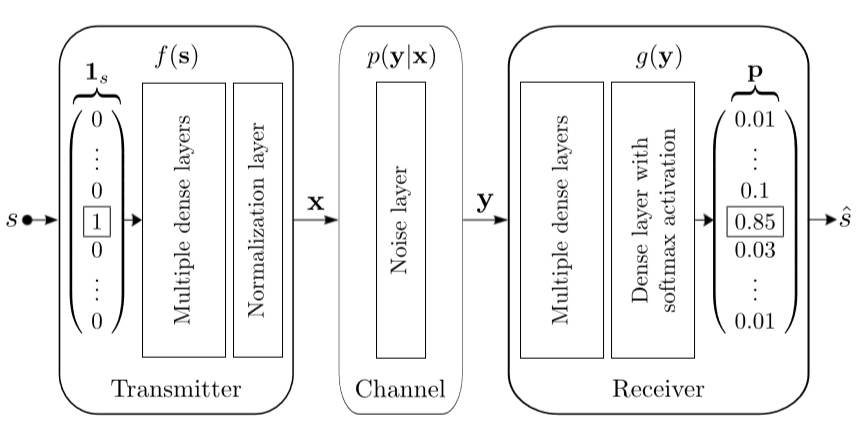 s
𝟏ₛ
0
⋮
0
1
0
⋮
0
f(𝐬)
Multiple dense layers
Normalization layer
Transmitter
𝐱
p(𝐲|𝐱)
Noise layer
Channel
𝐲
g(𝐲)
Multiple dense layers
Dense layer with
softmax activation
𝐩
0.01
⋮
0.1
0.85
0.03
⋮
0.01
Receiver
ŝ